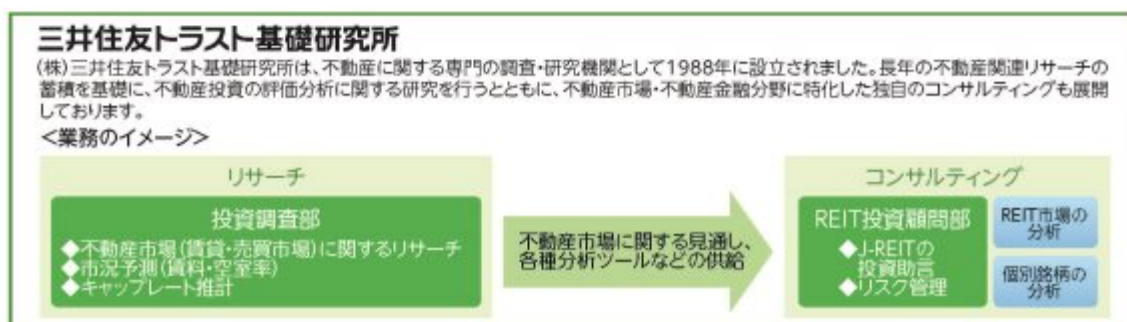 三井住友トラスト基礎研究所
(株)三井住友トラスト基礎研究所は、不動産に関する専門の調査・研究機関として1988年に設立されました。長年の不動産関連リサーチの
蓄積を基礎に、不動産投資の評価分析に関する研究を行うとともに、不動産市場・不動産金融分野に特化した独自のコンサルティングも展開
しております。
<業務のイメージ>
リサーチ
投資調査部
◆不動産市場(賃貸・売買市場)に関するリサーチ
◆市況予測(賃料・空室率)
◆キャップレート推計
不動産市場に関する見通し、
各種分析ツールなどの供給
コンサルティング
REIT投資顧問部
◆J-REITの
投資助言
◆リスク管理
REIT市場の
分析
個別銘柄の
分析